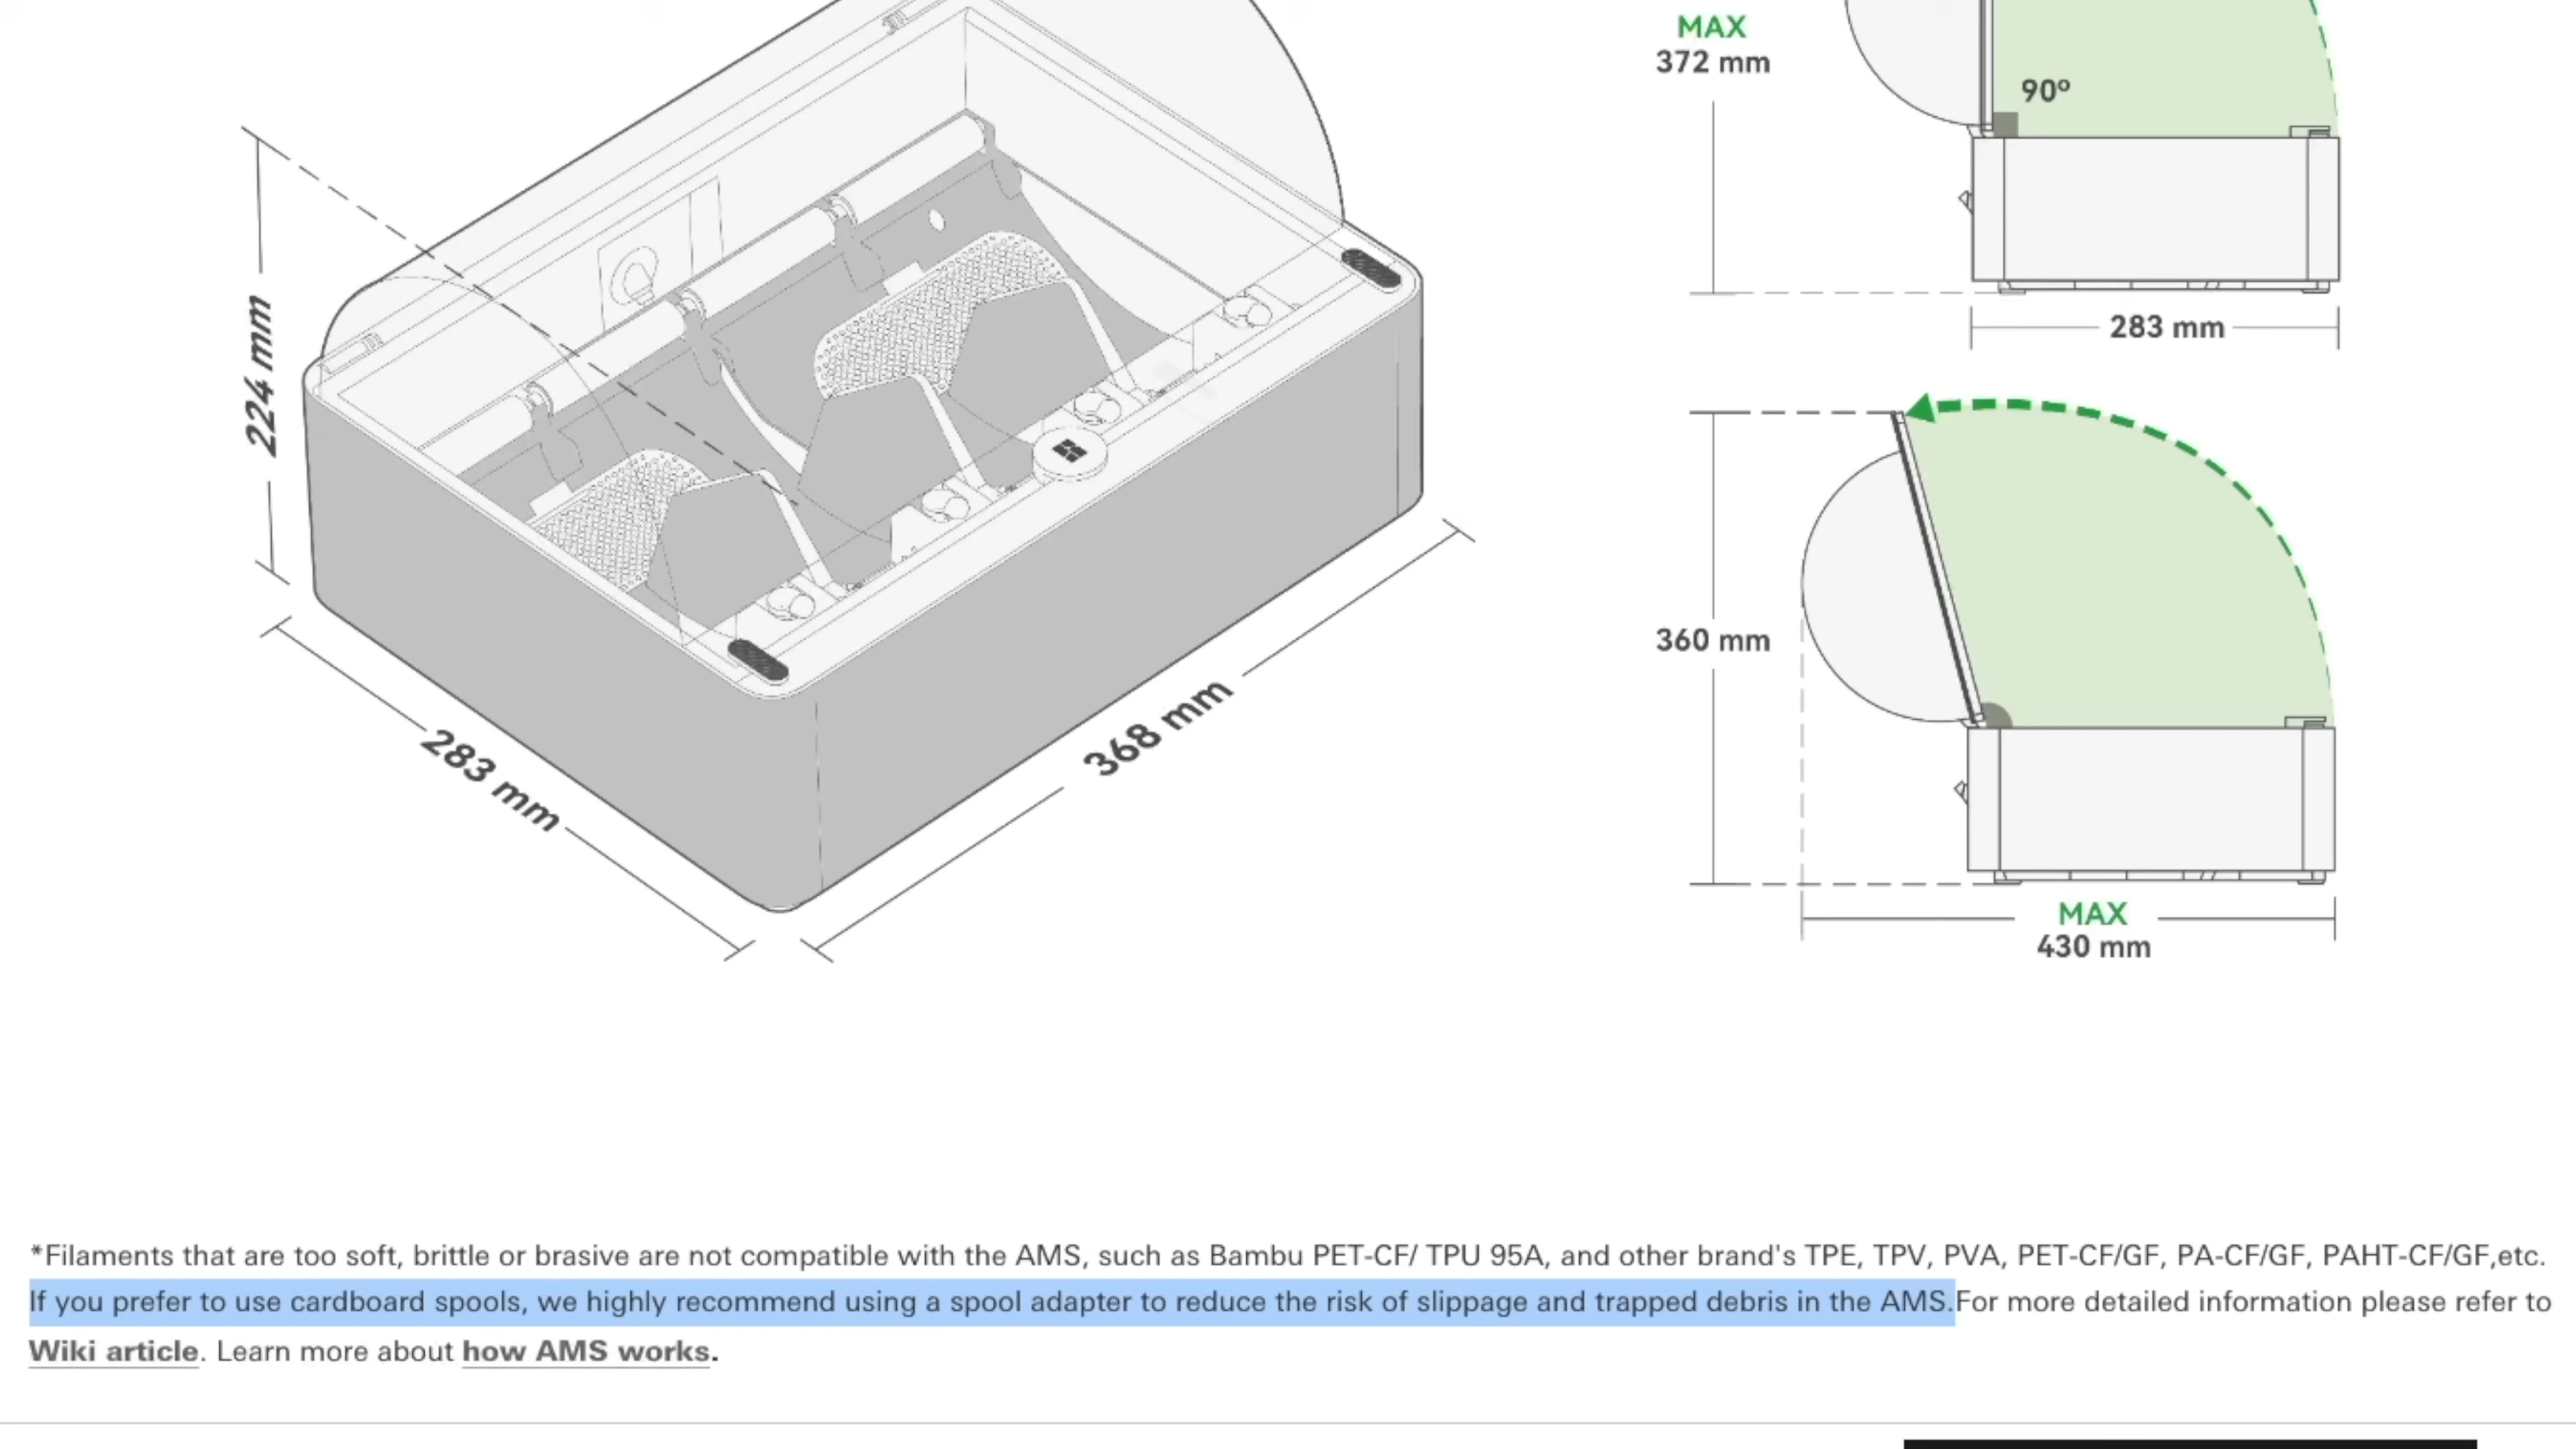 MAX
372 mm
90º
283 mm
224 mm
360 mm
283 mm
368 mm
MAX
430 mm
*Filaments that are too soft, brittle or brasive are not compatible with the AMS, such as Bambu PET-CF/ TPU 95A, and other brand's TPE, TPV, PVA, PET-CF/GF, PA-CF/GF, PAHT-CF/GF,etc.
If you prefer to use cardboard spools, we highly recommend using a spool adapter to reduce the risk of slippage and trapped debris in the AMS.For more detailed information please refer to
Wiki article. Learn more about how AMS works.